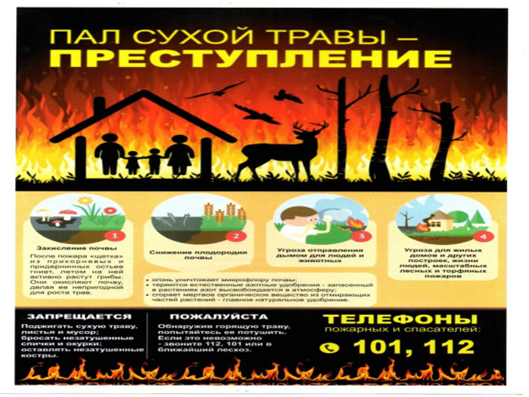 ПАЛ СУХОЙ ТРАВЫ –
ПРЕСТУПЛЕНИЕ
1
Закисление почвы
После пожара «щетка»
из прикорневых и
придернинных остьев
гниет, летом на ней
активно растут грибы.
Они окисляют почву,
делая ее непригодной
для роста трав.
2
Снижение плодородия
почвы
3
Угроза отправления
дымом для людей и
животных
4
Угроза для жилых
домов и других
построек, жизни
людей, масштабных
лесных и торфяных
пожаров
- огонь уничтожает микрофлору почвы;
- теряются естественные азотные удобрения - запасенный
в растениях азот высвобождается в атмосферу;
- сгорает мертвое органическое вещество из отмирающих
частей растений - главное натуральное удобрение.
ЗАПРЕЩАЕТСЯ
Поджигать сухую траву,
листья и мусор;
бросать незатушенные
спички и окурки;
оставлять незатушенные
костры.
ПОЖАЛУЙСТА
Обнаружив горящую траву,
попытайтесь ее потушить.
Если это невозможно
- звоните 112, 101 или в
ближайший лесхоз.
ТЕЛЕФОНЫ
пожарных и спасателей:
101, 112